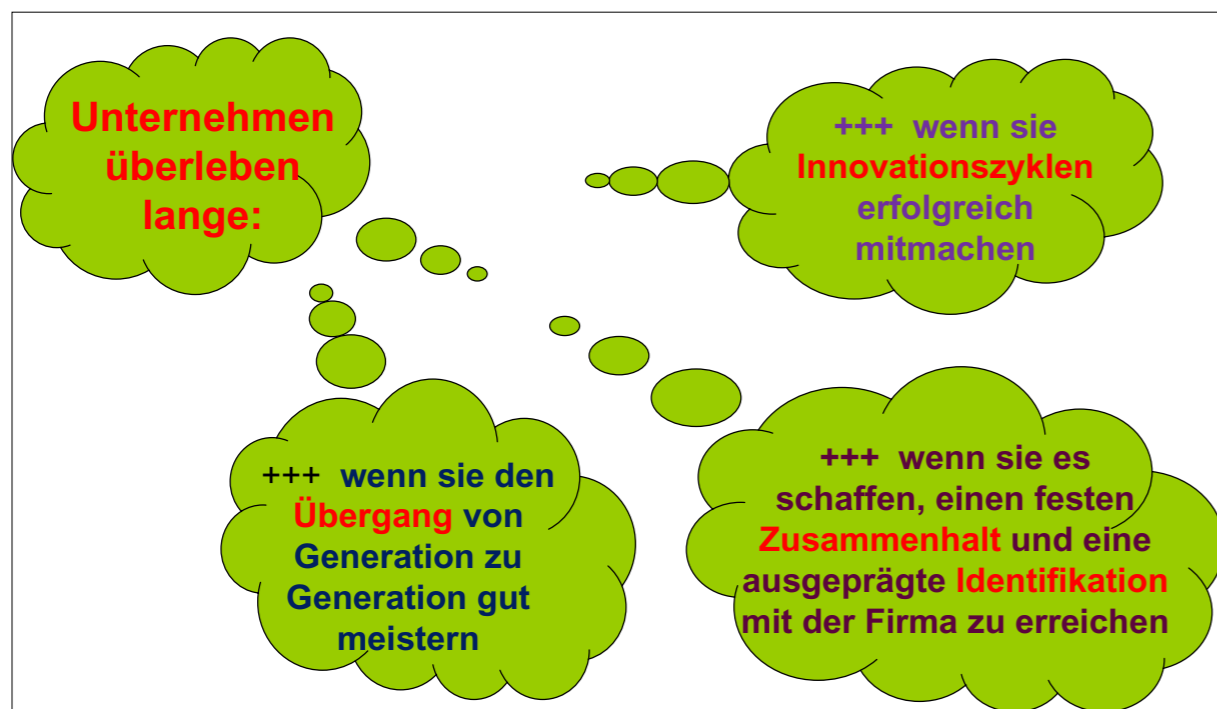 Unternehmen
überleben
lange:
+++ wenn sie
Innovationszyklen
erfolgreich
mitmachen
+++ wenn sie den
Übergang von
Generation zu
Generation gut
meistern
+++ wenn sie es
schaffen, einen festen
Zusammenhalt und eine
ausgeprägte Identifikation
mit der Firma zu erreichen